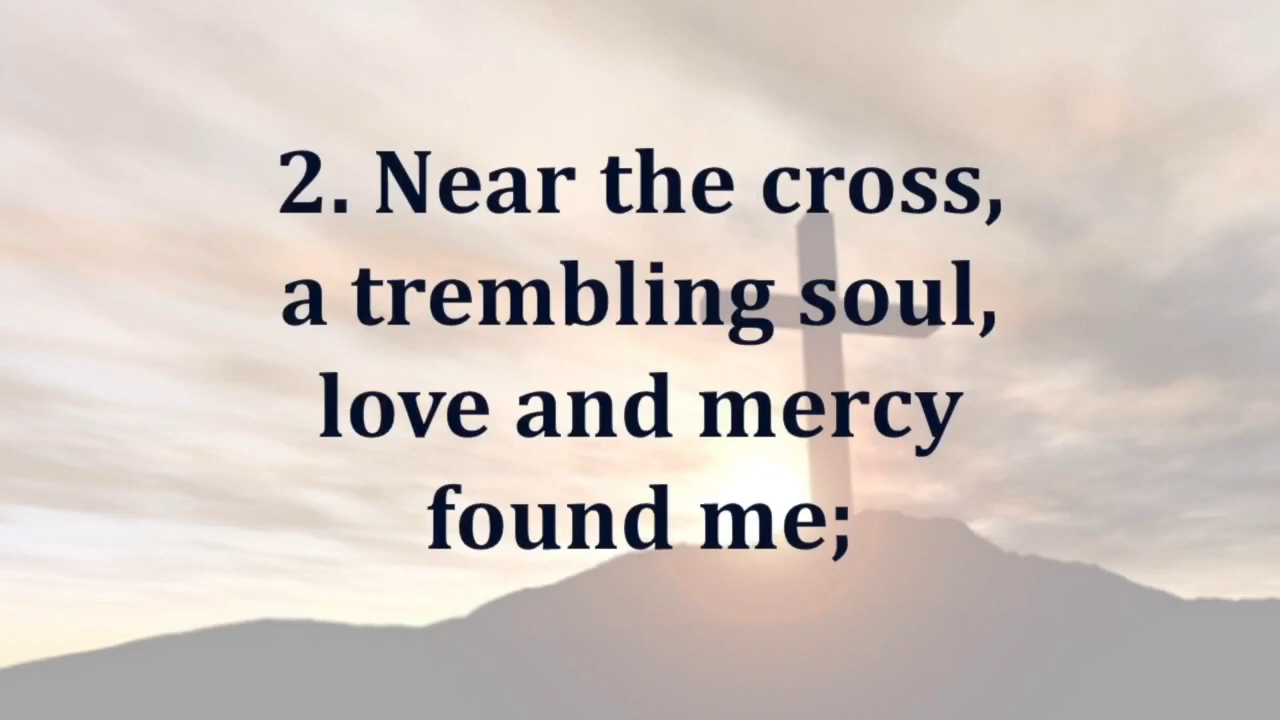 2. Near the cross,
a trembling soul,
love and mercy
found me;